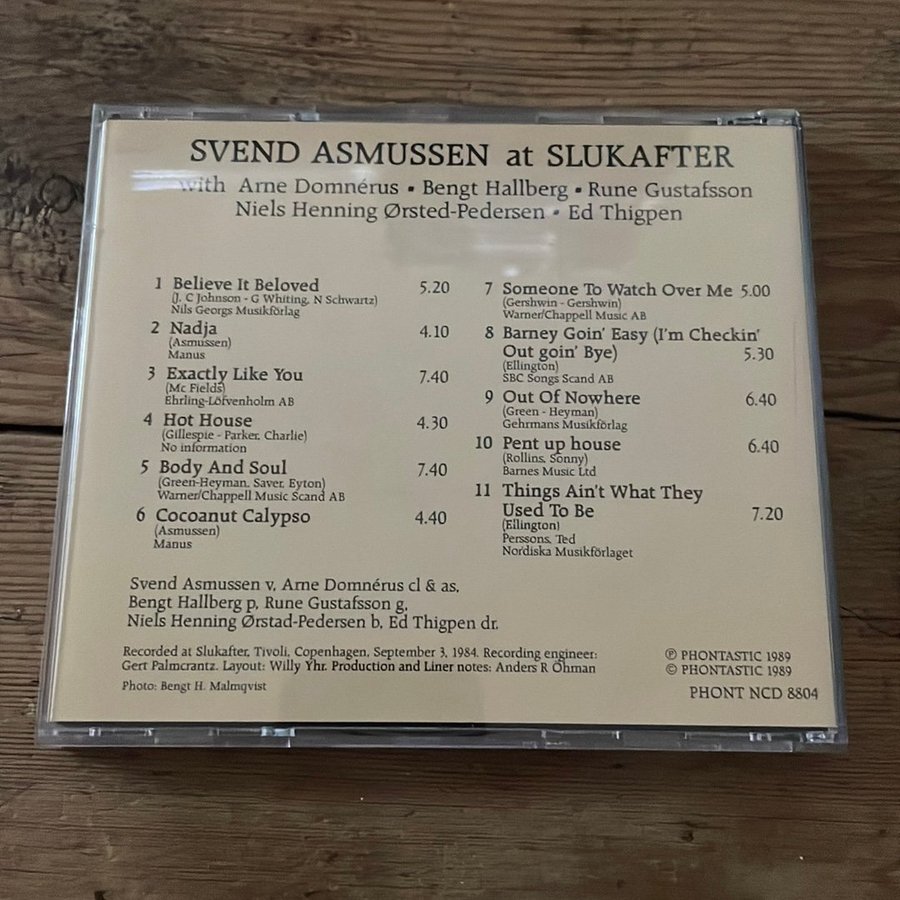 SVEND ASMUSSEN at SLUKAFTER
with Arne Domnérus • Bengt Hallberg • Rune Gustafsson
Niels Henning Ørsted-Pedersen • Ed Thigpen
1 Believe It Beloved 5.20
(J. C Johnson - G Whiting, N Schwartz)
Nils Georgs Musikförlag
2 Nadja 4.10
(Asmussen)
Manus
3 Exactly Like You 7.40
(Mc Fields)
Ehrling-Löfvenholm AB
4 Hot House 4.30
(Gillespie - Parker, Charlie)
No information
5 Body And Soul 7.40
(Green-Heyman, Saver, Eyton)
Warner/Chappell Music Scand AB
6 Cocoanut Calypso 4.40
(Asmussen)
Manus
7 Someone To Watch Over Me 5.00
(Gershwin - Gershwin)
Warner/Chappell Music AB
8 Barney Goin' Easy (I'm Checkin'
Out goin' Bye) 5.30
(Ellington)
SBC Songs Scand AB
9 Out Of Nowhere 6.40
(Green - Heyman)
Gehrmans Musikförlag
10 Pent up house 6.40
(Rollins, Sonny)
Barnes Music Ltd
11 Things Ain't What They
Used To Be 7.20
(Ellington)
Perssons, Ted
Nordiska Musikförlaget
Svend Asmussen v, Arne Domnérus cl & as,
Bengt Hallberg p, Rune Gustafsson g,
Niels Henning Ørstad-Pedersen b, Ed Thigpen dr.
Recorded at Slukafter, Tivoli, Copenhagen, September 3, 1984. Recording engineer:
Gert Palmcrantz. Layout: Willy Yhr. Production and Liner notes: Anders R Öhman
Photo: Bengt H. Malmqvist
℗ PHONTASTIC 1989
© PHONTASTIC 1989
PHONT NCD 8804